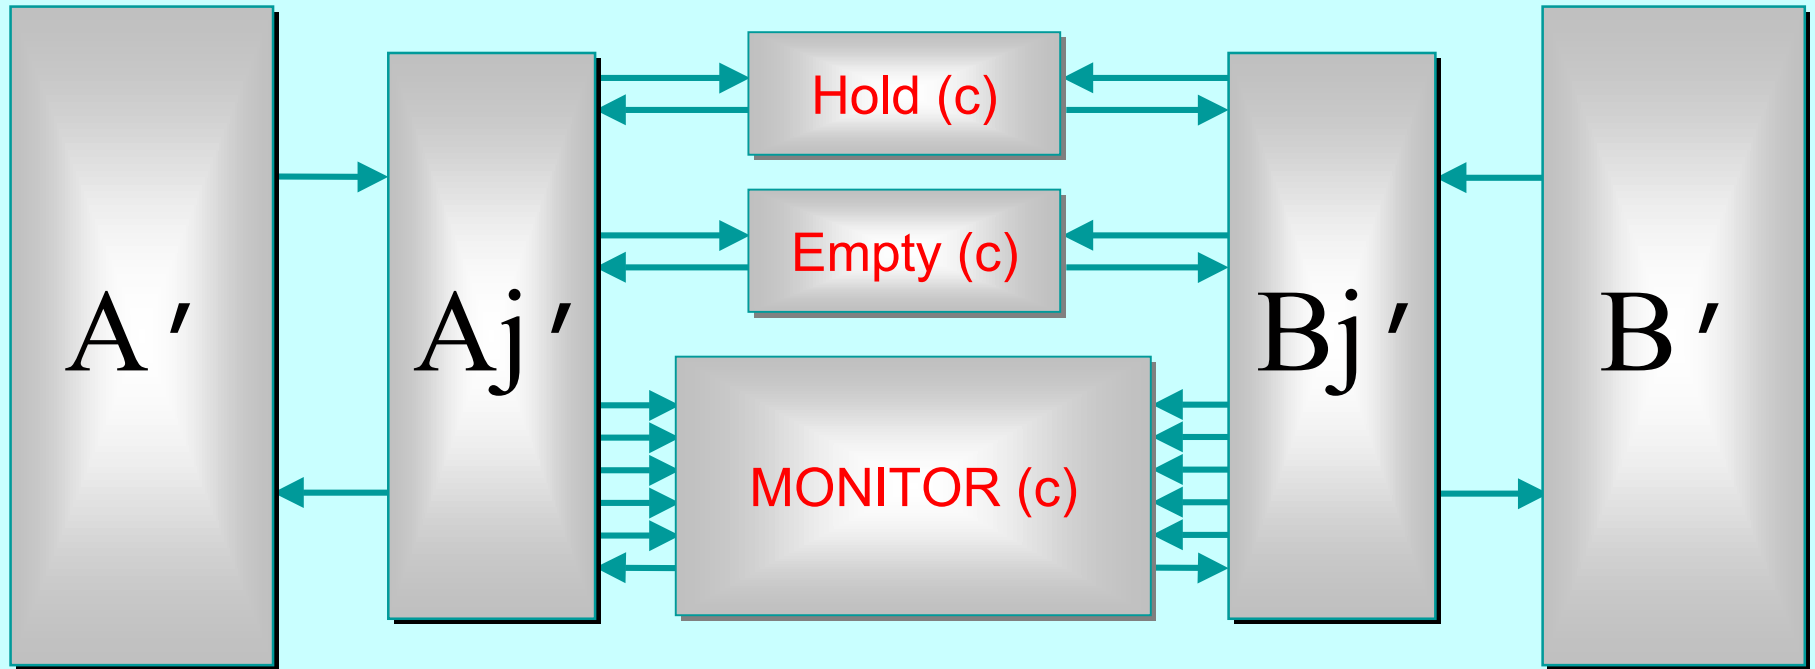 A′
Aj′
Hold (c)
Empty (c)
MONITOR (c)
Bj′
B′